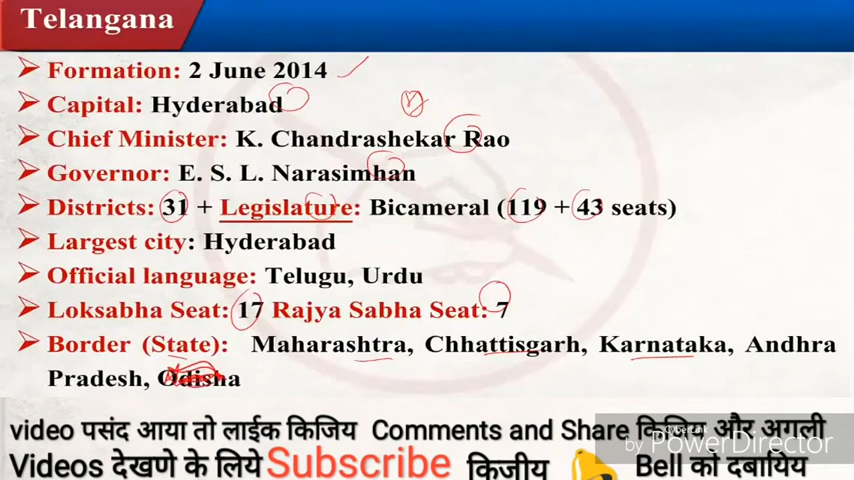 Telangana
Formation: 2 June 2014
Capital: Hyderabad
Chief Minister: K. Chandrashekar Rao
Governor: E. S. L. Narasimhan
Districts: 31 + Legislature: Bicameral (119 + 43 seats)
Largest city: Hyderabad
Official language: Telugu, Urdu
Loksabha Seat: 17 Rajya Sabha Seat: 7
Border (State): Maharashtra, Chhattisgarh, Karnataka, Andhra
Pradesh, Odisha
video पसंद आया तो लाईक किजिय Comments and Share किजिए और अगली
CyberLink
by PowerDirector
Videos देखणे के लिये Subscribe किजीय Bell को दबायिय